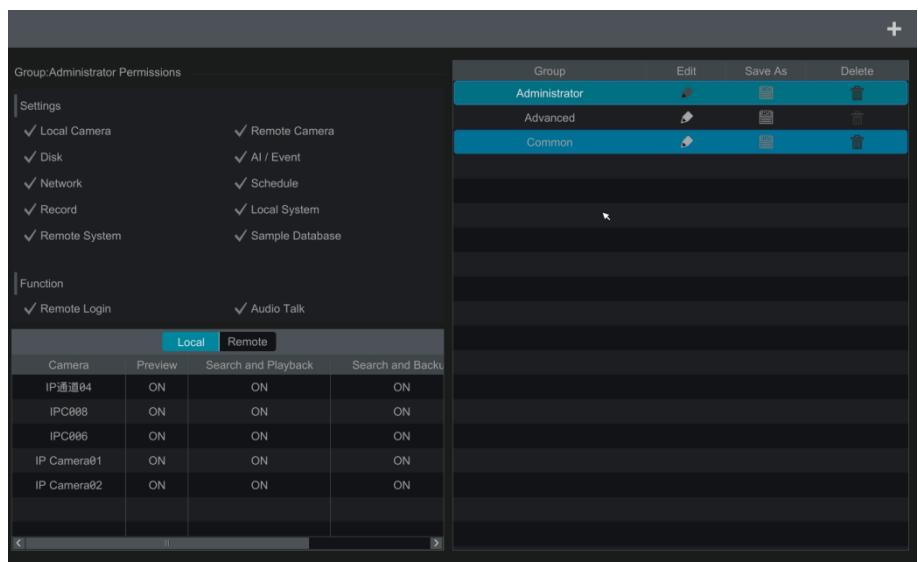 +
Group:Administrator Permissions
Settings
Local Camera Remote Camera
Disk AI / Event
Network Schedule
Record Local System
Remote System Sample Database
Function
Remote Login Audio Talk
Local Remote
Camera Preview Search and Playback Search and Backu
IP通道04 ON ON ON
IPC008 ON ON ON
IPC006 ON ON ON
IP Camera01 ON ON ON
IP Camera02 ON ON ON
Group Edit Save As Delete
Administrator
Advanced
Common